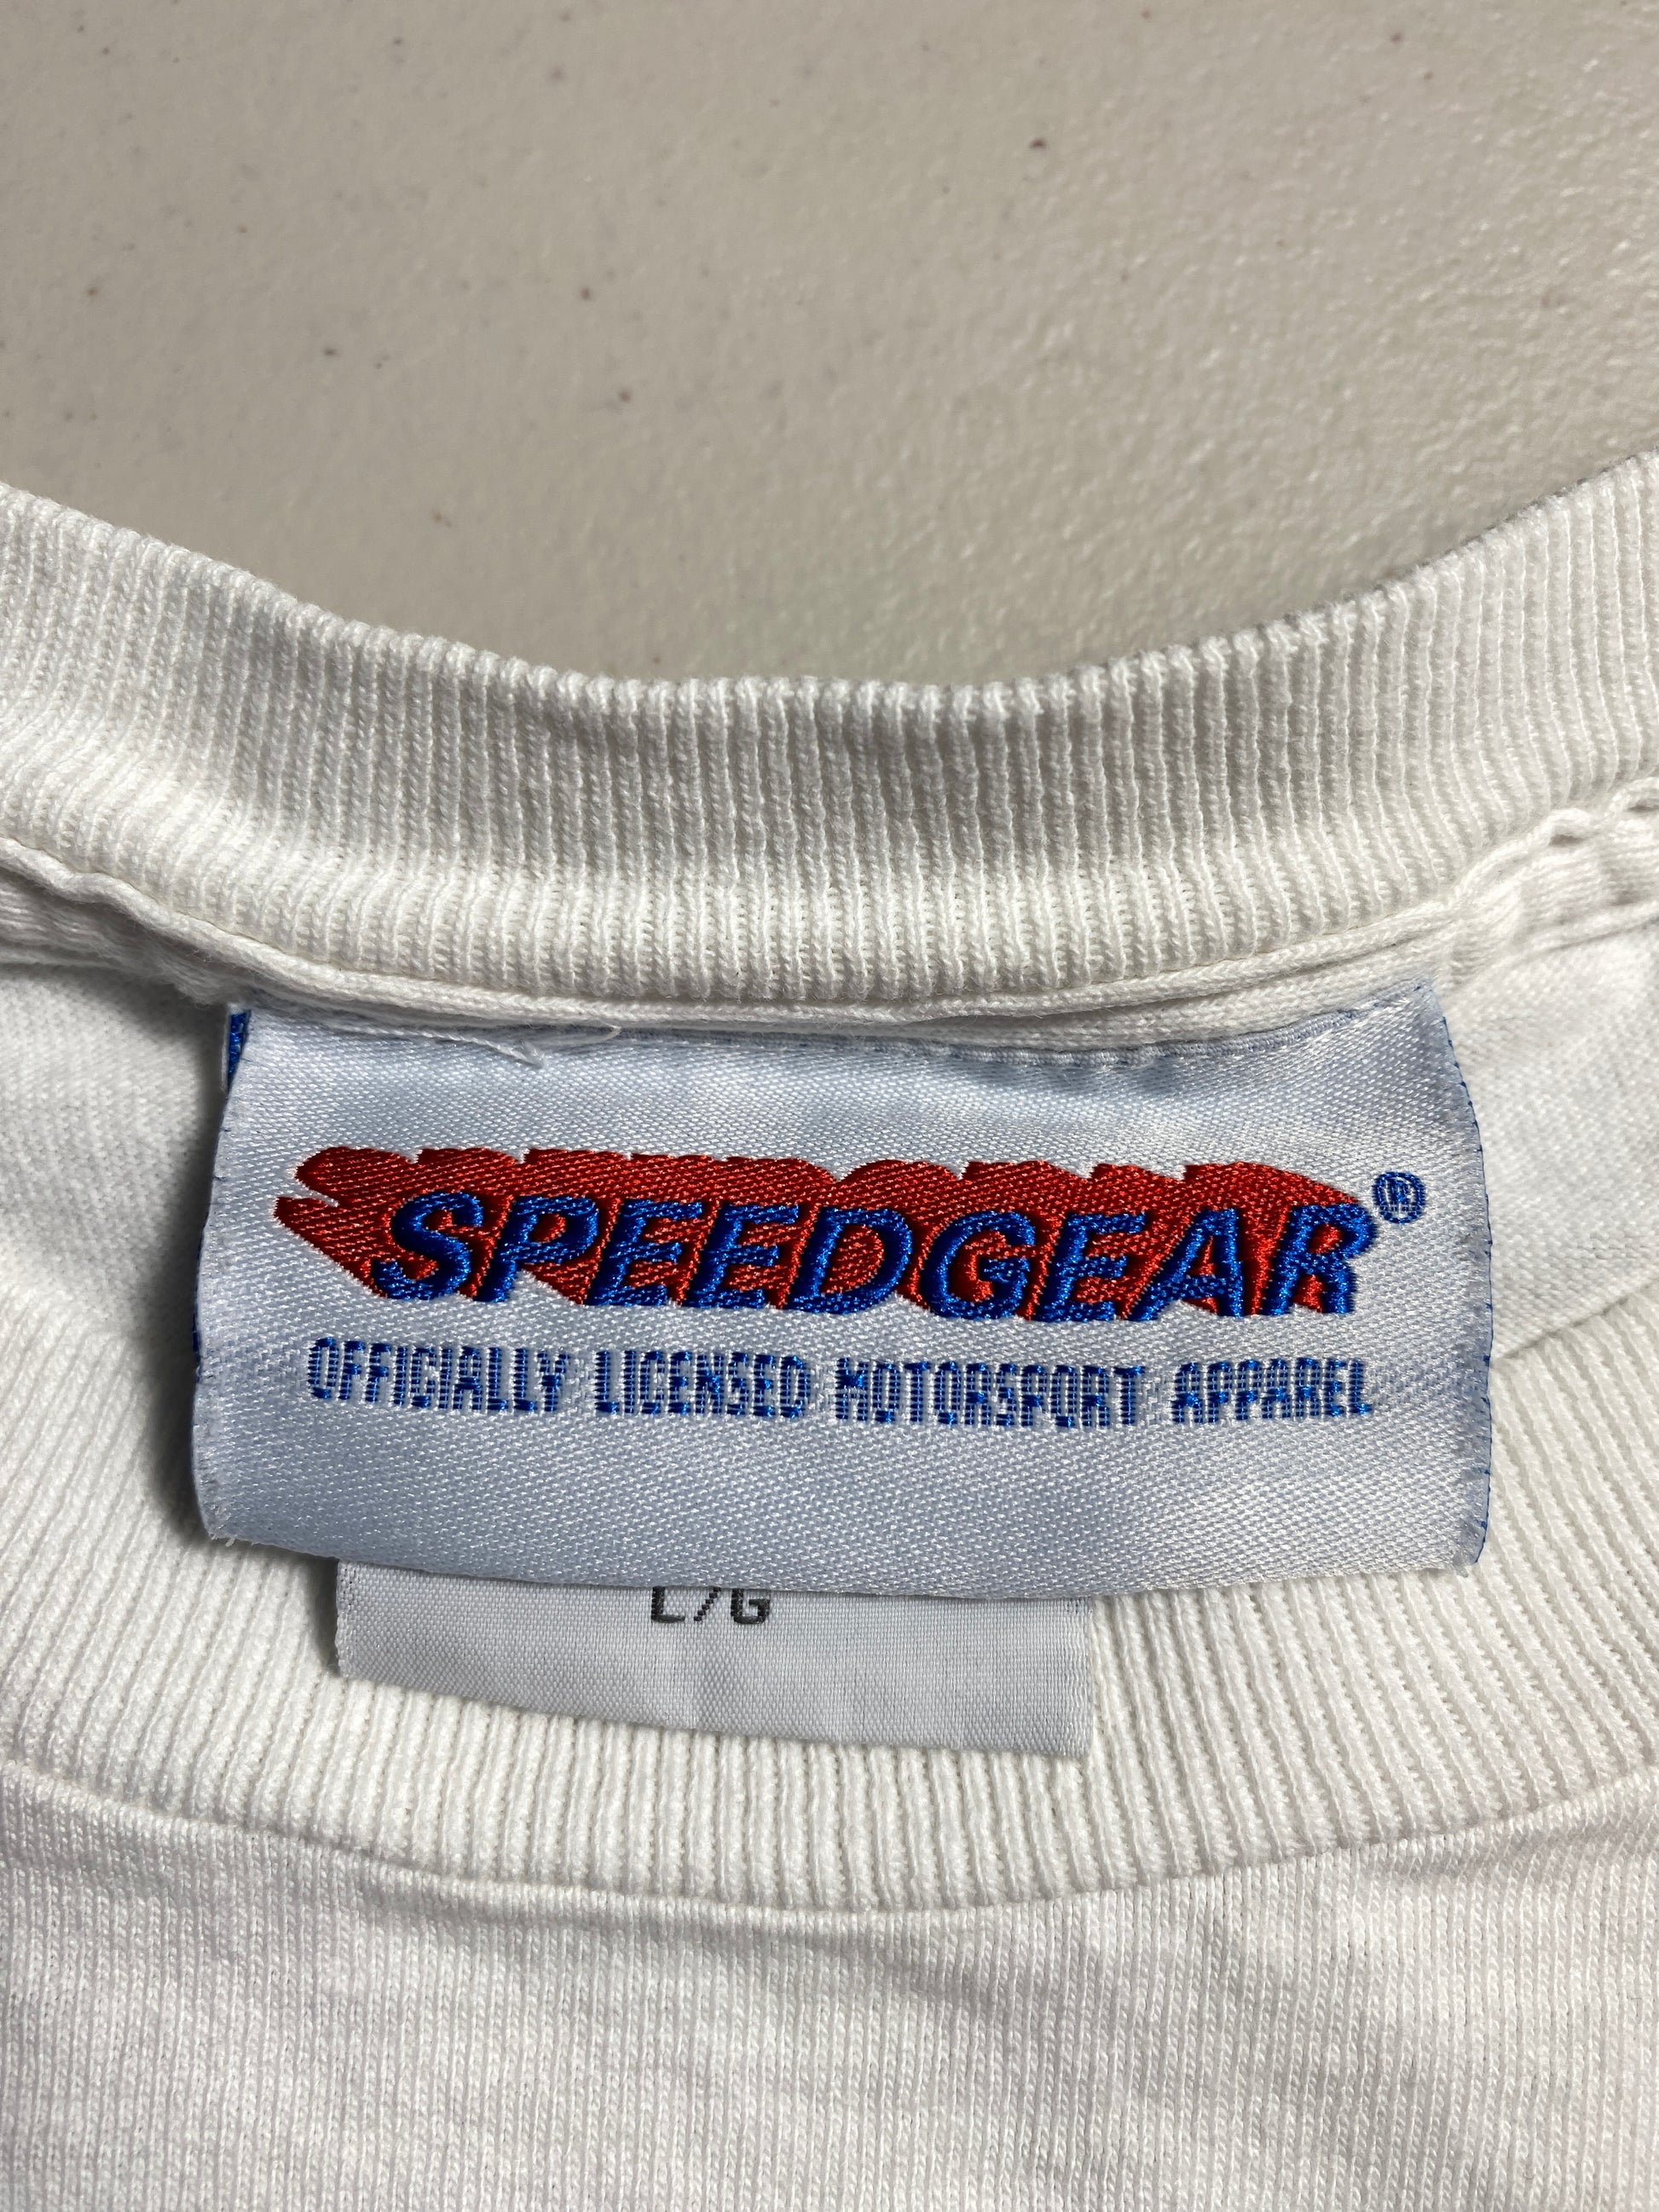 SPEEDGEAR®
OFFICIALLY LICENSED MOTORSPORT APPAREL
L/G